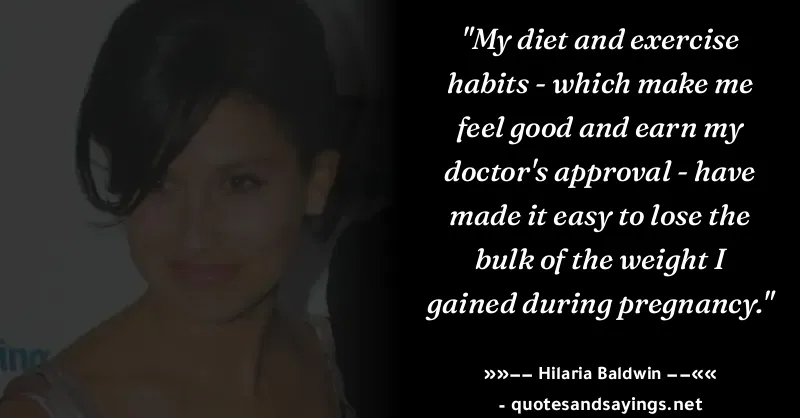 "My diet and exercise
habits - which make me
feel good and earn my
doctor's approval - have
made it easy to lose the
bulk of the weight I
gained during pregnancy."
»»–– Hilaria Baldwin ––««
- quotesandsayings.net
ing